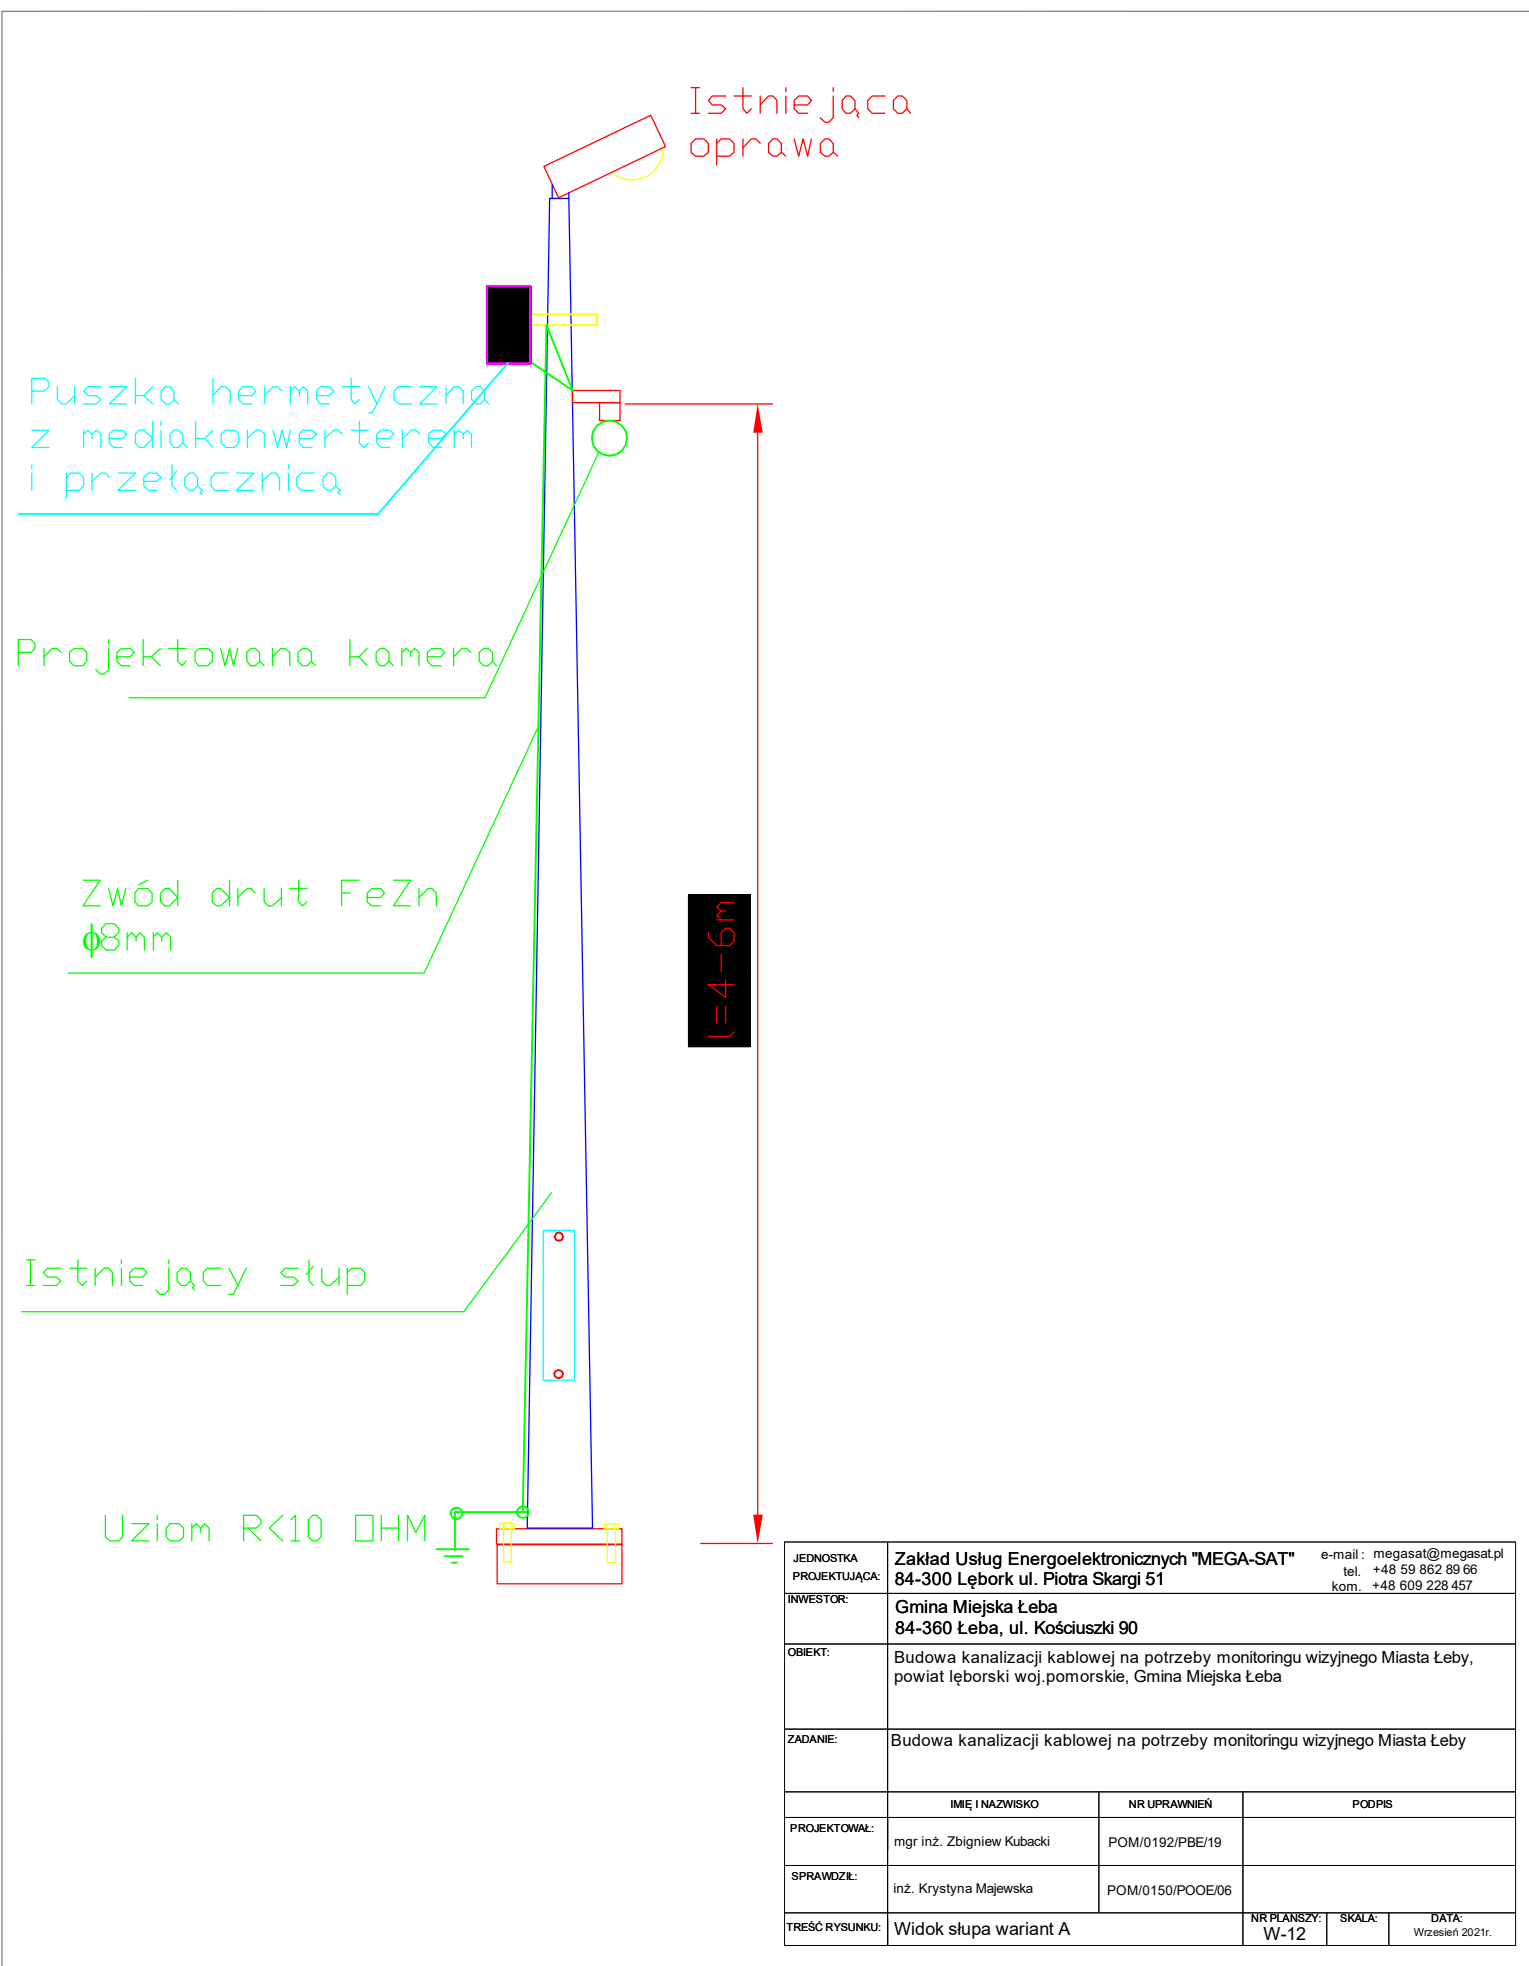 Istniejąca
oprawa
Puszka hermetyczna
z mediakonwerterem
i przełącznicą
Projektowana kamera
Zwód drut FeZn
ϕ8mm
l=4-6m
Istniejący słup
Uziom R<10 OHM
JEDNOSTKA
PROJEKTUJĄCA:
Zakład Usług Energoelektronicznych "MEGA-SAT"
84-300 Lębork ul. Piotra Skargi 51
e-mail : megasat@megasat.pl
tel. +48 59 862 89 66
kom. +48 609 228 457
INWESTOR:
Gmina Miejska Łeba
84-360 Łeba, ul. Kościuszki 90
OBIEKT:
Budowa kanalizacji kablowej na potrzeby monitoringu wizyjnego Miasta Łeby,
powiat lęborski woj.pomorskie, Gmina Miejska Łeba
ZADANIE:
Budowa kanalizacji kablowej na potrzeby monitoringu wizyjnego Miasta Łeby
IMIĘ I NAZWISKO NR UPRAWNIEŃ PODPIS
PROJEKTOWAŁ: mgr inż. Zbigniew Kubacki POM/0192/PBE/19
SPRAWDZIŁ: inż. Krystyna Majewska POM/0150/POOE/06
TREŚĆ RYSUNKU: Widok słupa wariant A
NR PLANSZY: SKALA: DATA:
W-12 Wrzesień 2021r.